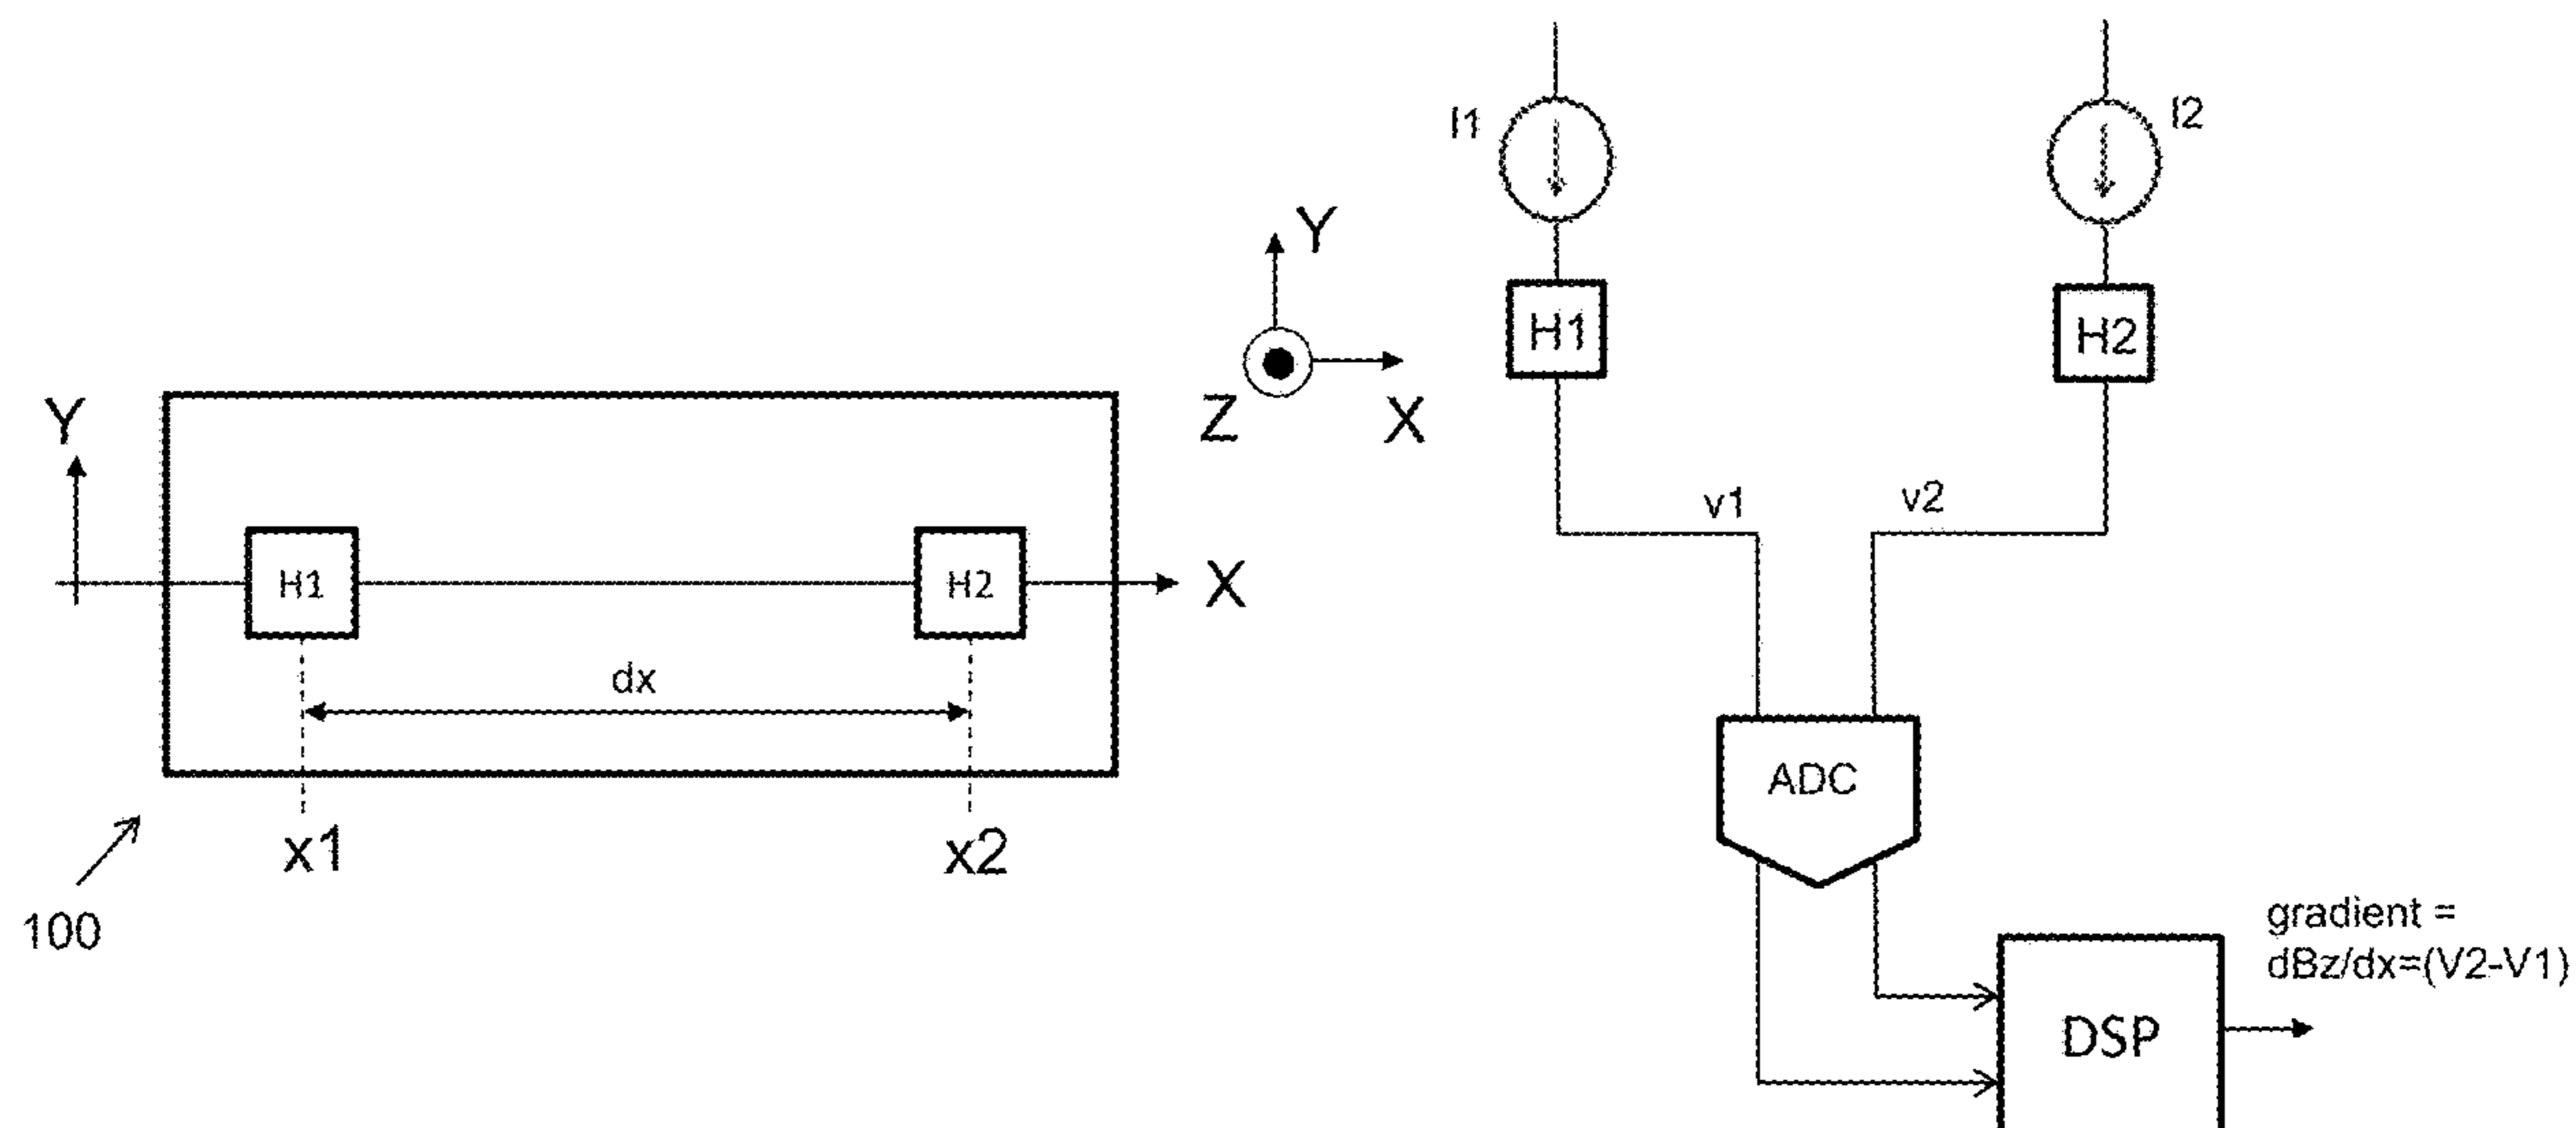 Y
H1
H2
X
dx
x1
x2
100
Y
Z
X
I1
I2
H1
H2
v1
v2
ADC
gradient =
dBz/dx=(V2-V1)
DSP